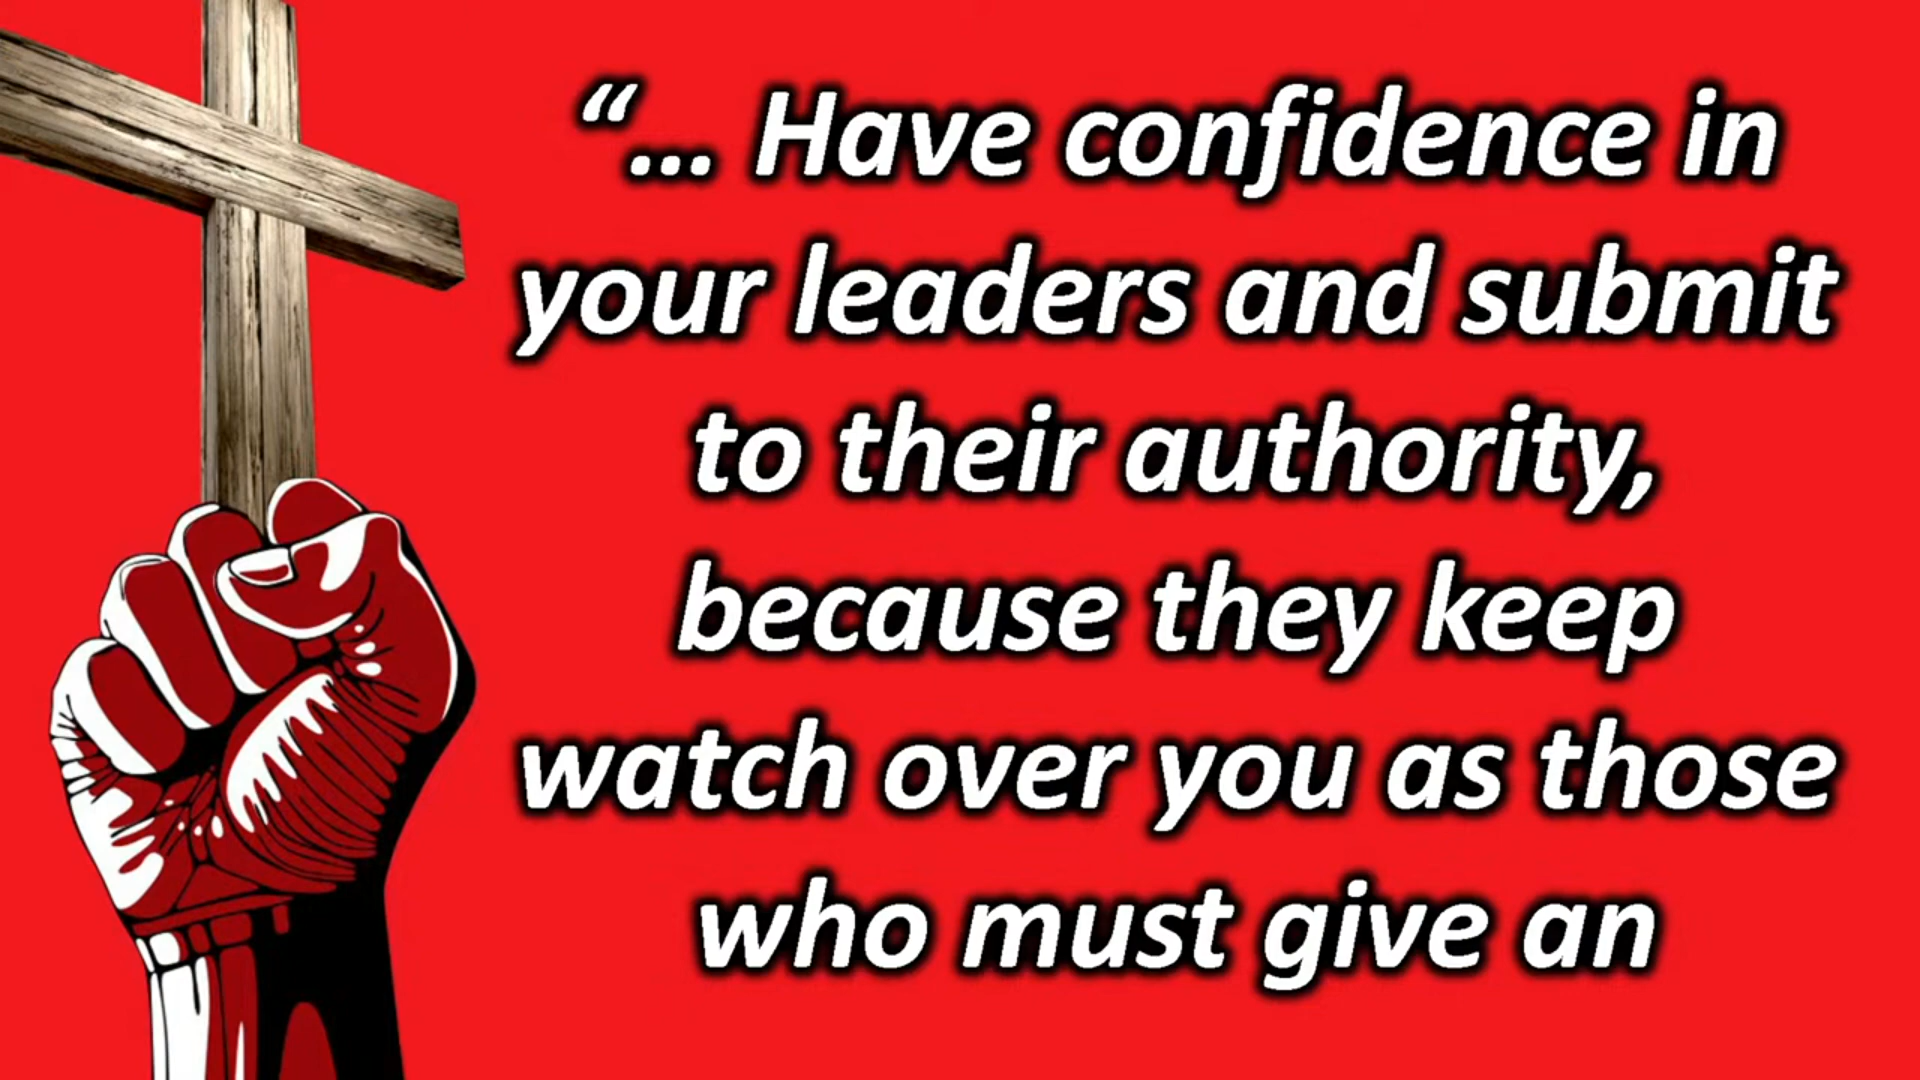 “... Have confidence in
your leaders and submit
to their authority,
because they keep
watch over you as those
who must give an